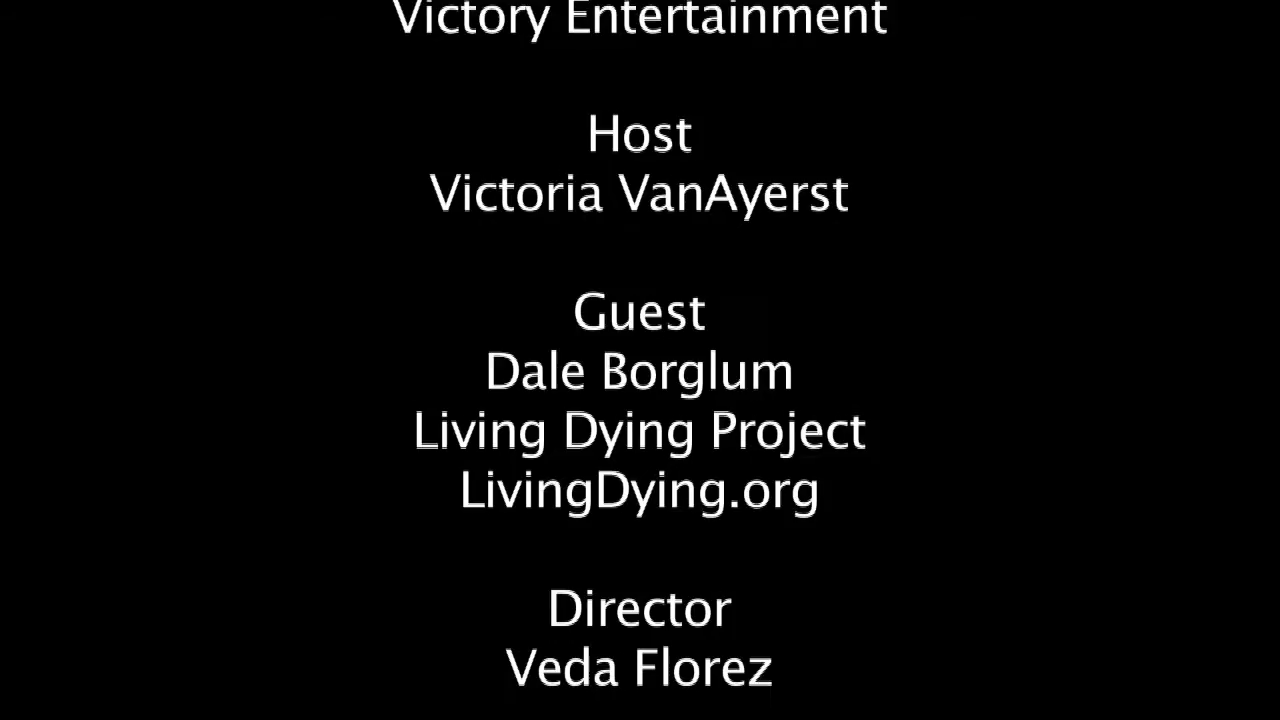 Victory Entertainment
Host
Victoria VanAyerst
Guest
Dale Borglum
Living Dying Project
LivingDying.org
Director
Veda Florez